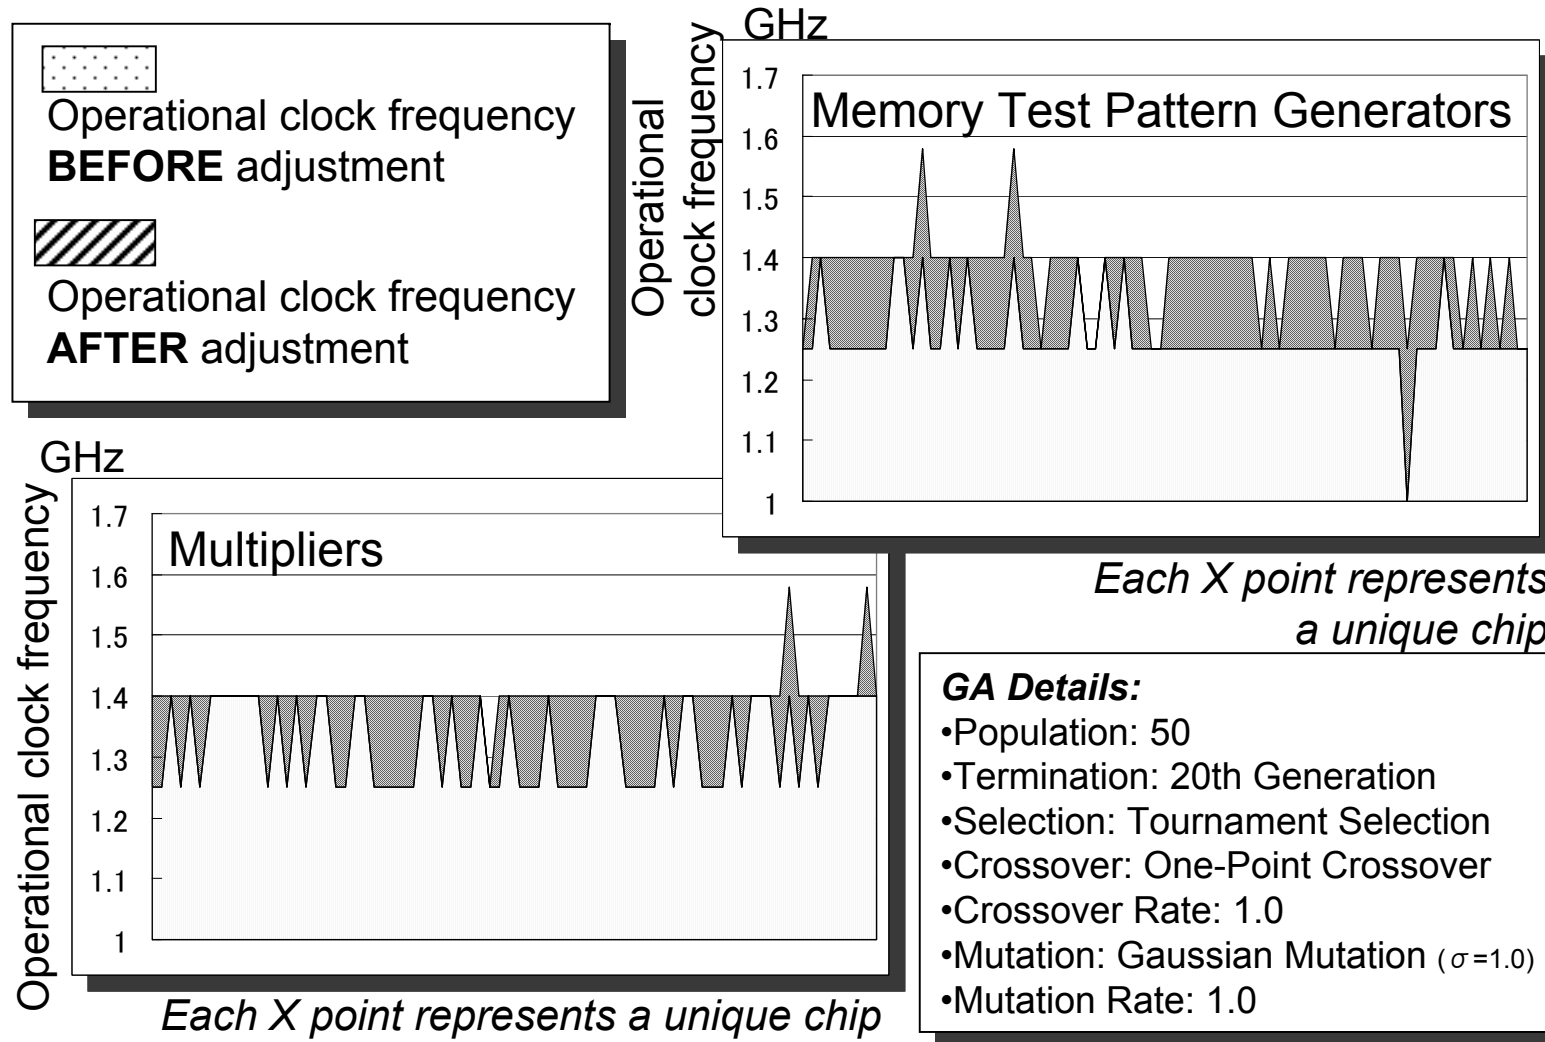 Operational clock frequency
BEFORE adjustment
Operational clock frequency
AFTER adjustment
GHz
Operational
clock frequency
1.7
1.6
1.5
1.4
1.3
1.2
1.1
1
Memory Test Pattern Generators
Each X point represents
a unique chip
GHz
Operational clock frequency
1.7
1.6
1.5
1.4
1.3
1.2
1.1
1
Multipliers
Each X point represents a unique chip
GA Details:
•Population: 50
•Termination: 20th Generation
•Selection: Tournament Selection
•Crossover: One-Point Crossover
•Crossover Rate: 1.0
•Mutation: Gaussian Mutation (σ=1.0)
•Mutation Rate: 1.0